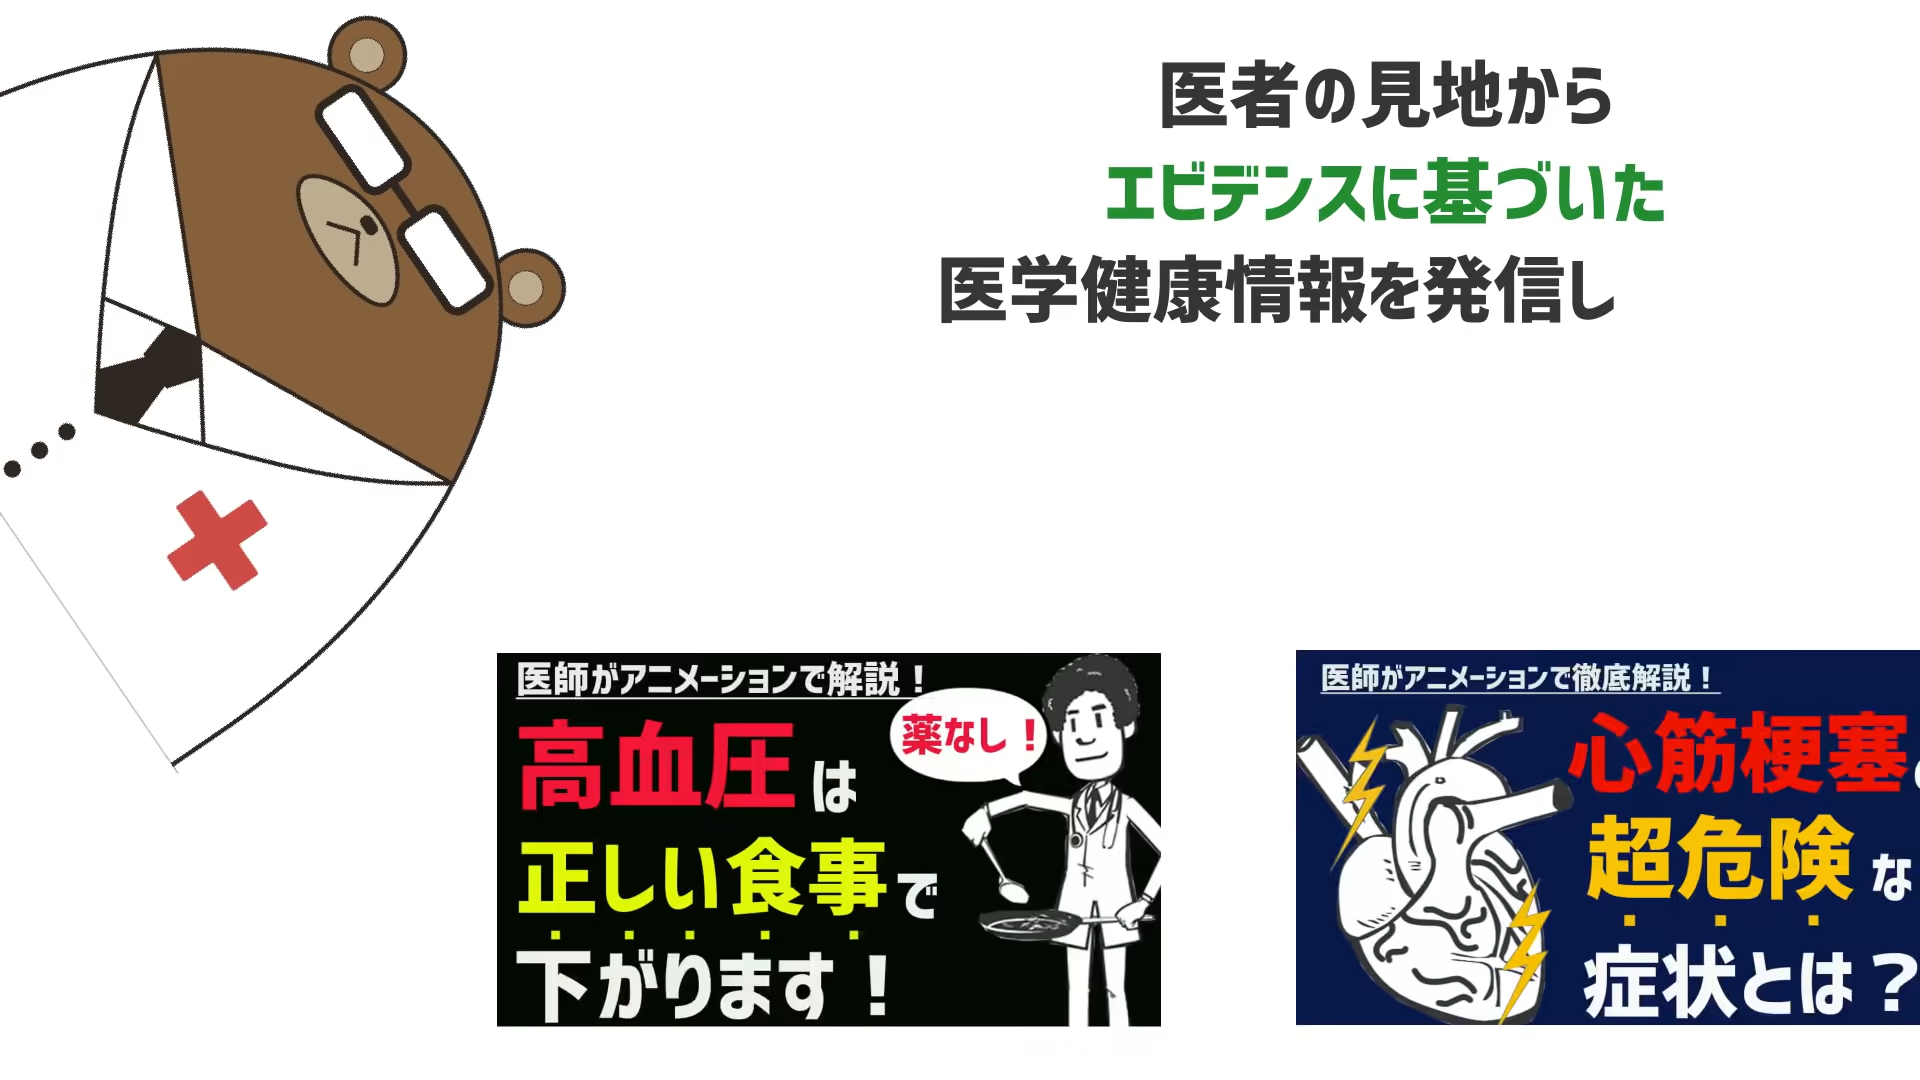 医者の見地から
エビデンスに基づいた
医学健康情報を発信し
医師がアニメーションで解説！
薬なし！
高血圧は
正しい食事で
下がります！
医師がアニメーションで徹底解説！
心筋梗塞
超危険な
症状とは？